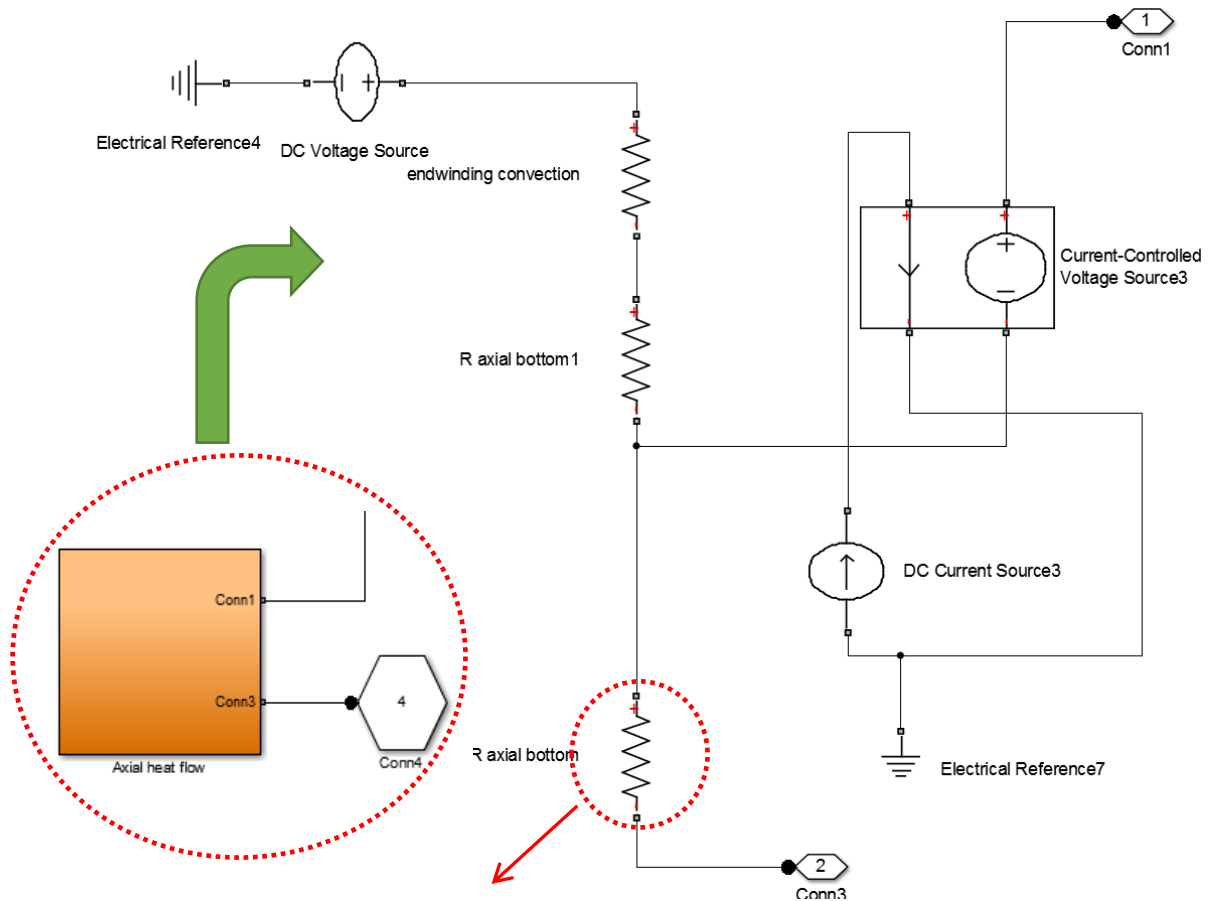 1
Conn1
Electrical Reference4
DC Voltage Source
endwinding convection
Current-Controlled
Voltage Source3
R axial bottom1
DC Current Source3
Conn1
Conn3
4
Conn4
Axial heat flow
R axial bottom
Electrical Reference7
2
Conn3